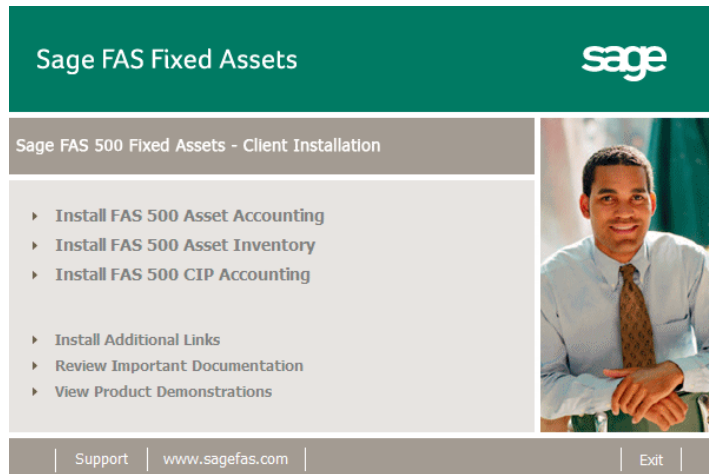 Sage FAS Fixed Assets
sage
Sage FAS 500 Fixed Assets - Client Installation
Install FAS 500 Asset Accounting
Install FAS 500 Asset Inventory
Install FAS 500 CIP Accounting
Install Additional Links
Review Important Documentation
View Product Demonstrations
Support
www.sagefas.com
Exit